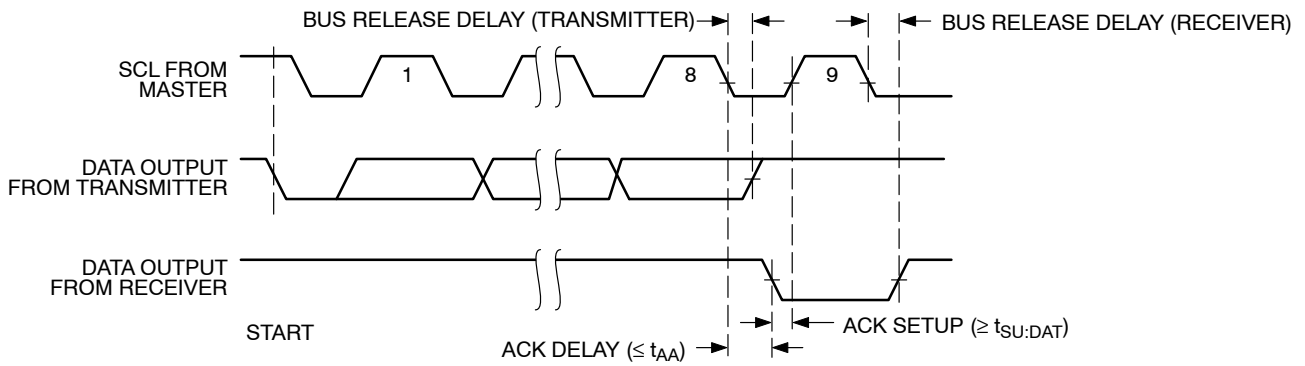 BUS RELEASE DELAY (TRANSMITTER)
BUS RELEASE DELAY (RECEIVER)
SCL FROM
MASTER
1
8
9
DATA OUTPUT
FROM TRANSMITTER
DATA OUTPUT
FROM RECEIVER
START
ACK SETUP (≥ tSU:DAT)
ACK DELAY (≤ tAA)